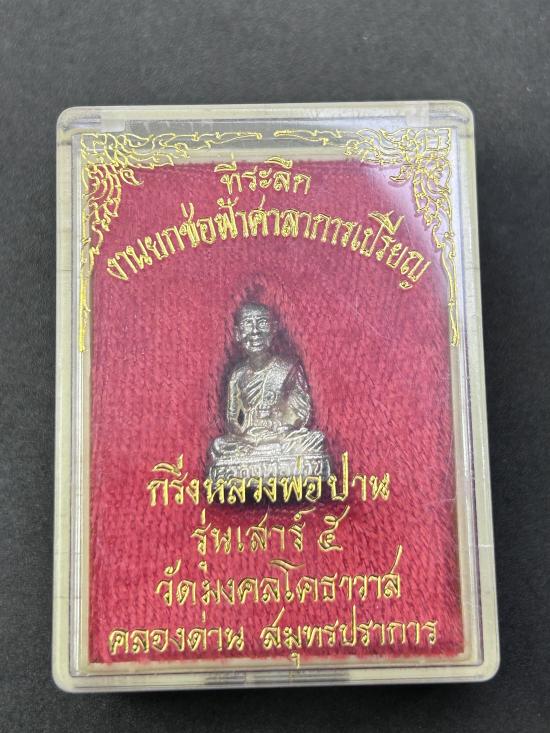 ที่ระลึก
งานยกช่อฟ้าศาลาการเปรียญ
กริ่งหลวงพ่อปาน
รุ่นเสาร์ ๕
วัดมงคลโคธาวาส
คลองด่าน สมุทรปราการ